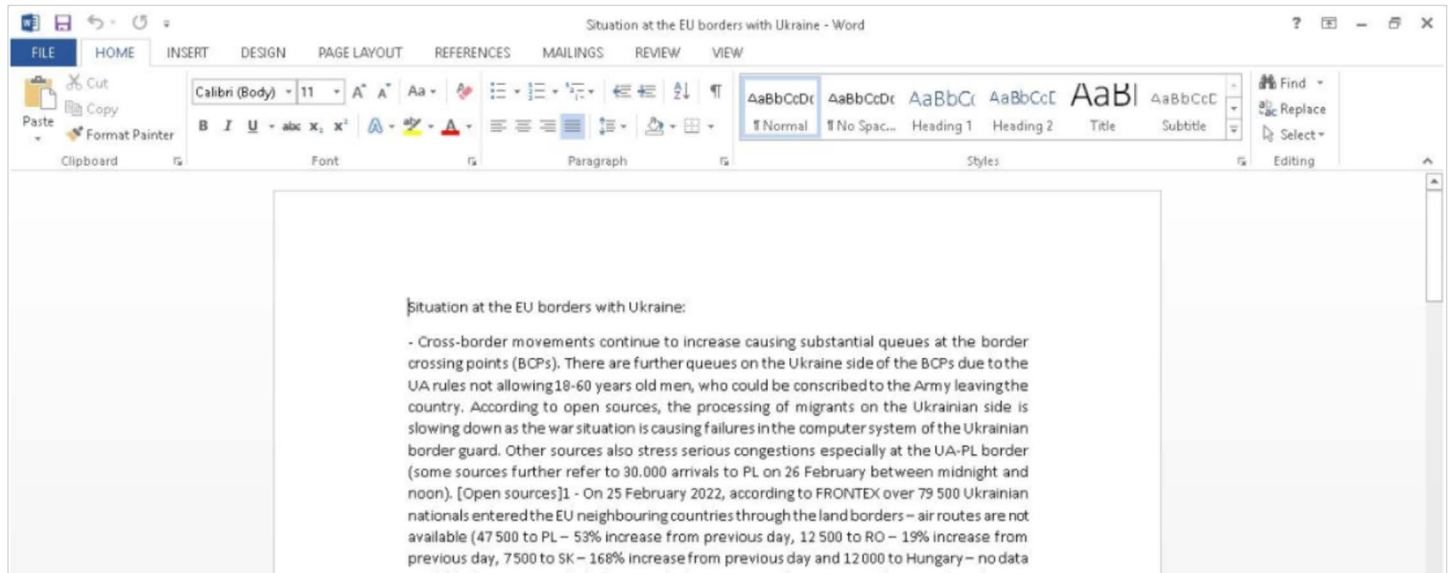 Situation at the EU borders with Ukraine - Word
FILE HOME INSERT DESIGN PAGE LAYOUT REFERENCES MAILINGS REVIEW VIEW
Cut
Copy
Paste
Format Painter
Calibri (Body) 11
Aa
B I U abc x₂ x²
A
AaBbCcDc AaBbCcDc AaBbCc AaBbCcC AaBl AaBbCcC
¶ Normal ¶ No Spac... Heading 1 Heading 2 Title Subtitle
Find
Replace
Select
Clipboard Font Paragraph Styles Editing
Situation at the EU borders with Ukraine:
- Cross-border movements continue to increase causing substantial queues at the border
crossing points (BCPs). There are further queues on the Ukraine side of the BCPs due to the
UA rules not allowing 18-60 years old men, who could be conscribed to the Army leaving the
country. According to open sources, the processing of migrants on the Ukrainian side is
slowing down as the war situation is causing failures in the computer system of the Ukrainian
border guard. Other sources also stress serious congestions especially at the UA-PL border
(some sources further refer to 30.000 arrivals to PL on 26 February between midnight and
noon). [Open sources]1 - On 25 February 2022, according to FRONTEX over 79 500 Ukrainian
nationals entered the EU neighbouring countries through the land borders – air routes are not
available (47 500 to PL – 53% increase from previous day, 12 500 to RO – 19% increase from
previous day, 7 500 to SK – 168% increase from previous day and 12 000 to Hungary – no data